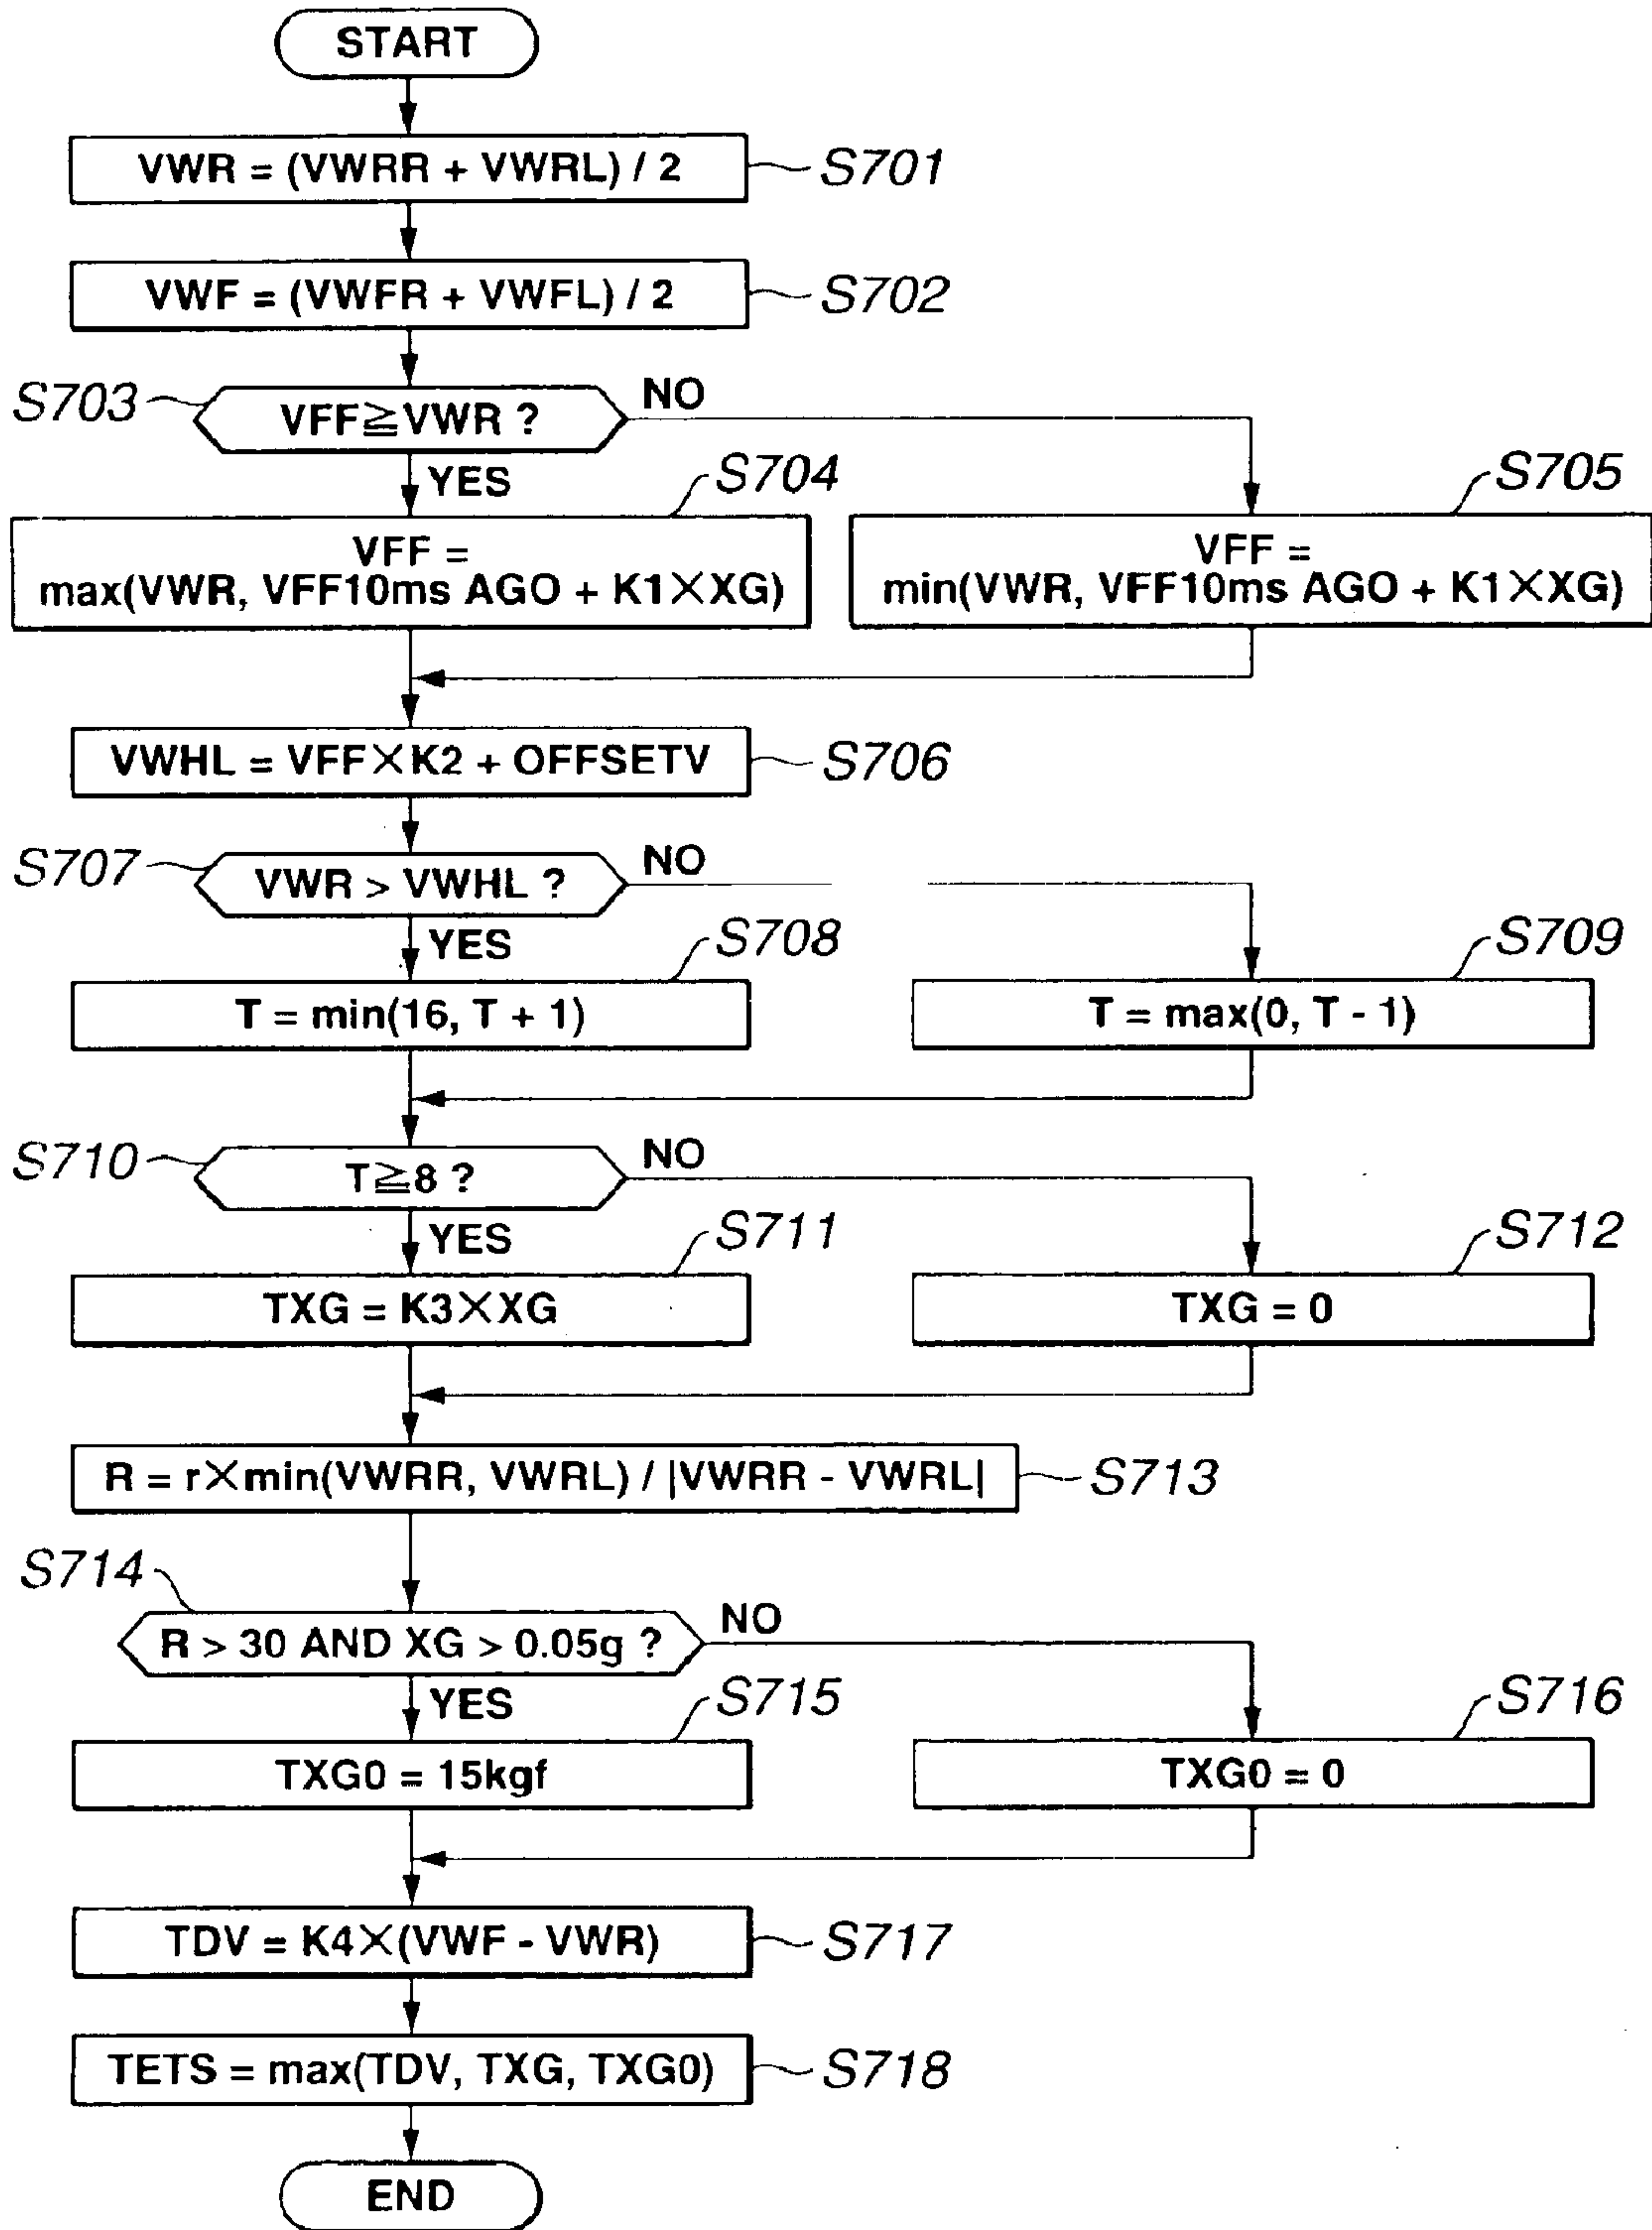 START
VWR = (VWRR + VWRL) / 2
S701
VWF = (VWFR + VWFL) / 2
S702
S703
VFF≧VWR ?
NO
YES
S704
S705
VFF =
max(VWR, VFF10ms AGO + K1×XG)
VFF =
min(VWR, VFF10ms AGO + K1×XG)
VWHL = VFF×K2 + OFFSETV
S706
S707
VWR > VWHL ?
NO
YES
S708
S709
T = min(16, T + 1)
T = max(0, T - 1)
S710
T≧8 ?
NO
YES
S711
S712
TXG = K3×XG
TXG = 0
R = r×min(VWRR, VWRL) / |VWRR - VWRL|
S713
S714
R > 30 AND XG > 0.05g ?
NO
YES
S715
S716
TXG0 = 15kgf
TXG0 = 0
TDV = K4×(VWF - VWR)
S717
TETS = max(TDV, TXG, TXG0)
S718
END